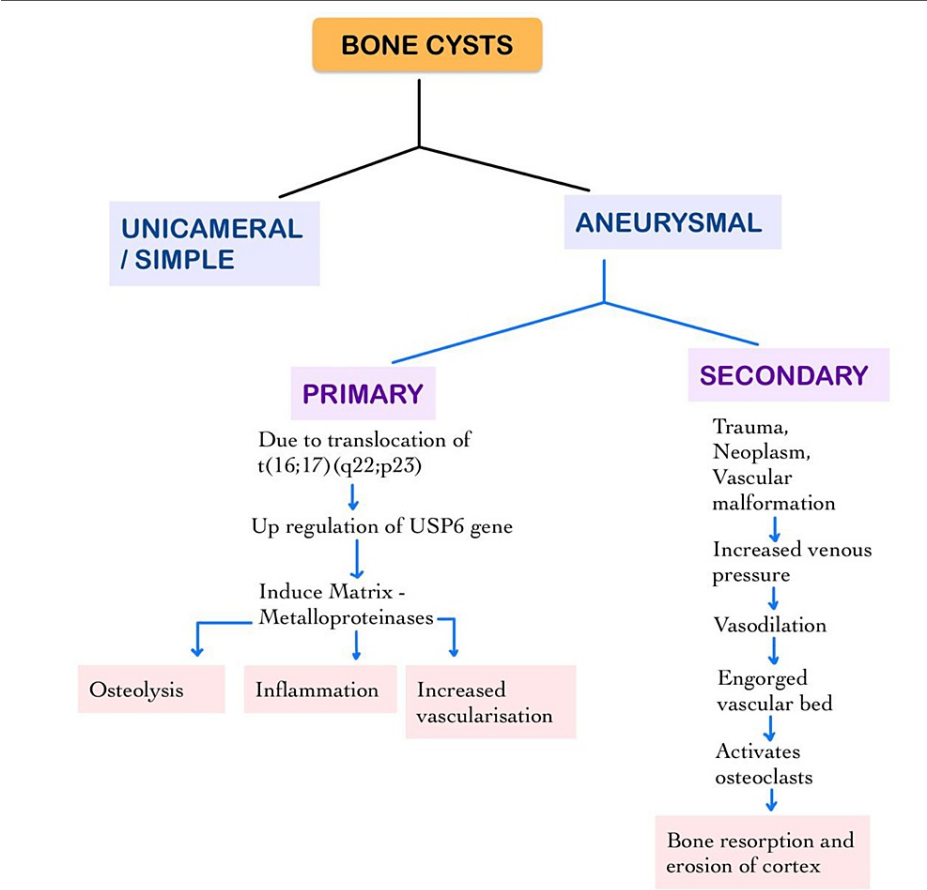 BONE CYSTS
UNICAMERAL
/ SIMPLE
ANEURYSMAL
PRIMARY
Due to translocation of
t(16;17)(q22;p23)
Up regulation of USP6 gene
Induce Matrix -
Metalloproteinases
Osteolysis
Inflammation
Increased
vascularisation
SECONDARY
Trauma,
Neoplasm,
Vascular
malformation
Increased venous
pressure
Vasodilation
Engorged
vascular bed
Activates
osteoclasts
Bone resorption and
erosion of cortex